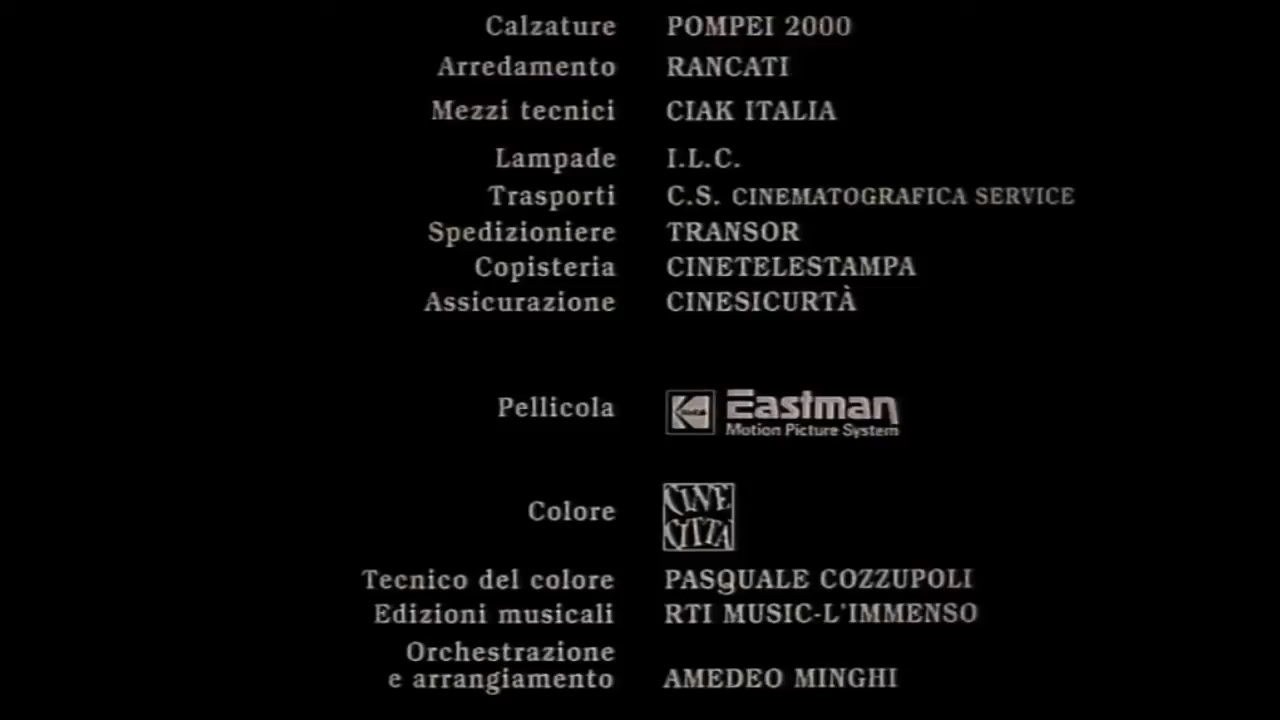 Calzature POMPEI 2000
Arredamento RANCATI
Mezzi tecnici CIAK ITALIA
Lampade I.L.C.
Trasporti C.S. CINEMATOGRAFICA SERVICE
Spedizioniere TRANSOR
Copisteria CINETELESTAMPA
Assicurazione CINESICURTÀ
Pellicola Eastman
Motion Picture System
Colore CINE
CITTÀ
Tecnico del colore PASQUALE COZZUPOLI
Edizioni musicali RTI MUSIC-L'IMMENSO
Orchestrazione
e arrangiamento AMEDEO MINGHI